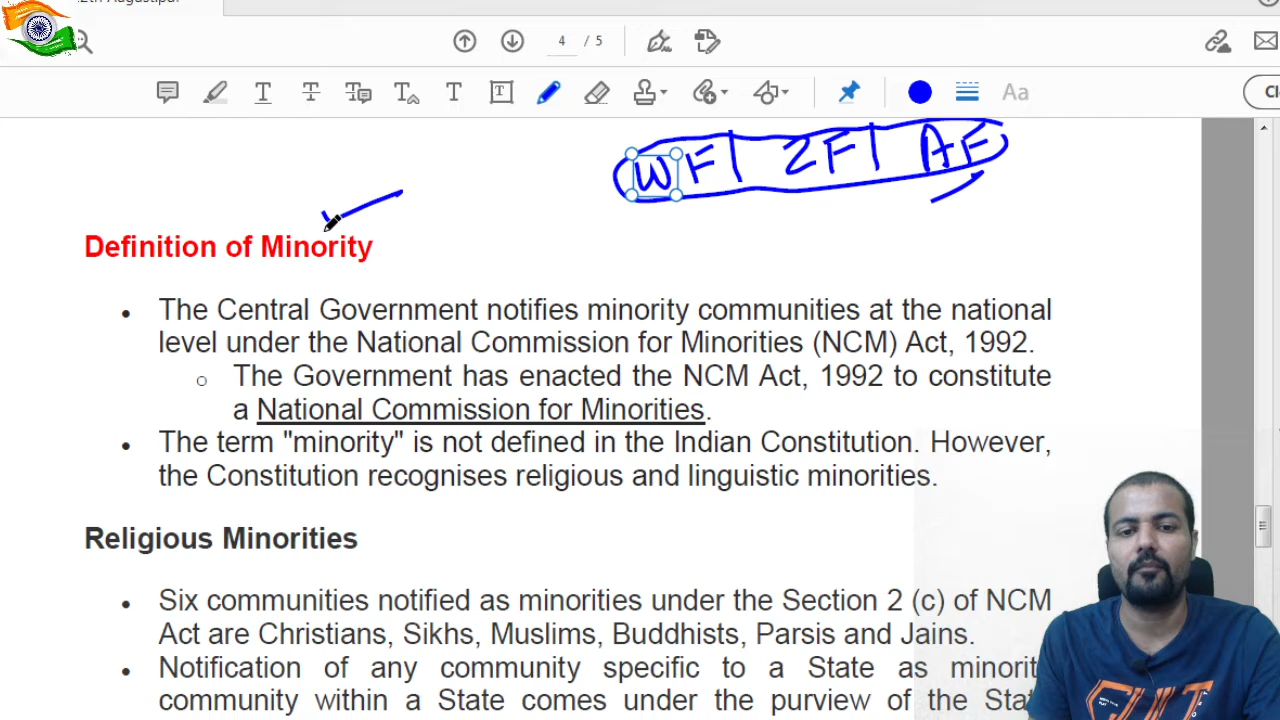 4 / 5
Aa
WF | 2F | AF
Definition of Minority
• The Central Government notifies minority communities at the national
level under the National Commission for Minorities (NCM) Act, 1992.
o The Government has enacted the NCM Act, 1992 to constitute
a National Commission for Minorities.
• The term "minority" is not defined in the Indian Constitution. However,
the Constitution recognises religious and linguistic minorities.
Religious Minorities
• Six communities notified as minorities under the Section 2 (c) of NCM
Act are Christians, Sikhs, Muslims, Buddhists, Parsis and Jains.
• Notification of any community specific to a State as minorit
community within a State comes under the purview of the Stat